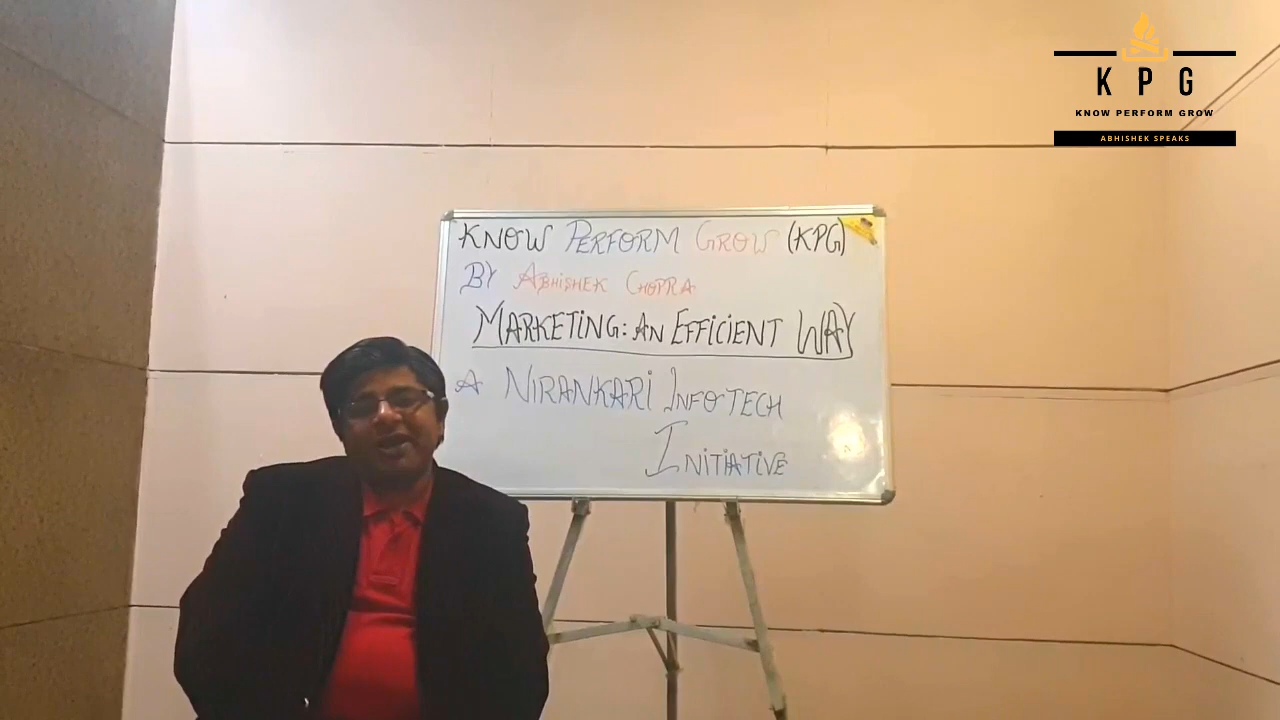 K P G
KNOW PERFORM GROW
ABHISHEK SPEAKS
KNOW PERFORM GROW (KPG)
BY ABHISHEK CHOPRA
MARKETING: AN EFFICIENT WAY
A NIRANKARI INFOTECH
INITIATIVE